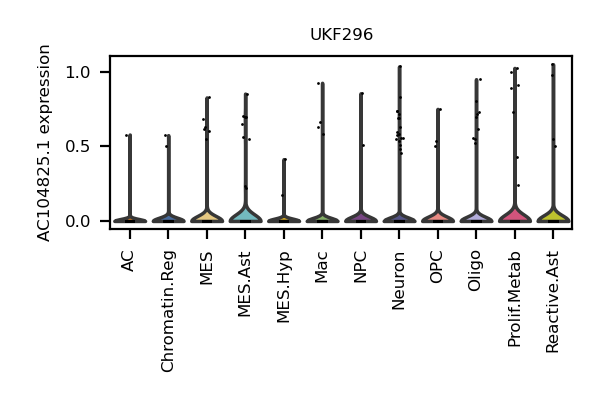 UKF296
AC104825.1 expression
1.0
0.5
0.0
AC
Chromatin.Reg
MES
MES.Ast
MES.Hyp
Mac
NPC
Neuron
OPC
Oligo
Prolif.Metab
Reactive.Ast